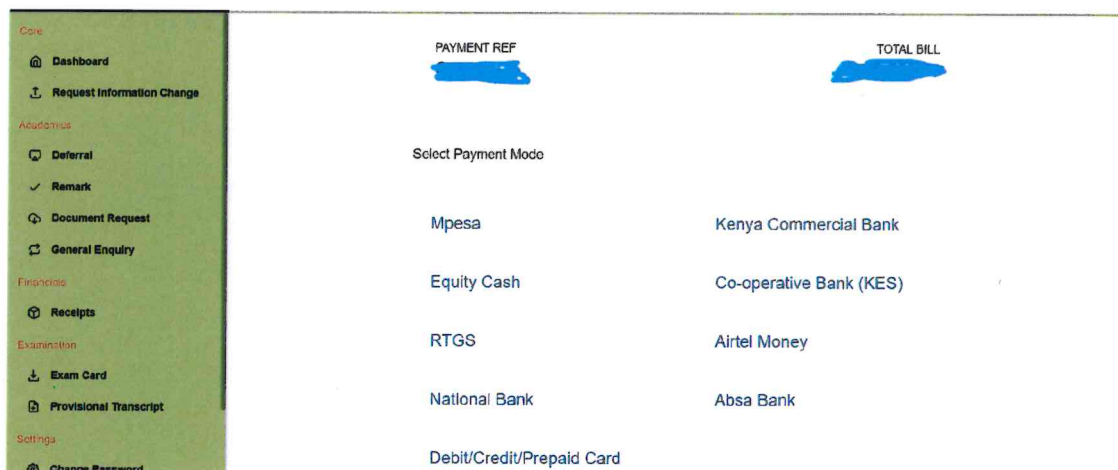 Core
Dashboard
Request Information Change
Academics
Deferral
Remark
Document Request
General Enquiry
Financials
Receipts
Examination
Exam Card
Provisional Transcript
Settings
Change Password
PAYMENT REF
TOTAL BILL
Select Payment Mode
Mpesa
Kenya Commercial Bank
Equity Cash
Co-operative Bank (KES)
RTGS
Airtel Money
National Bank
Absa Bank
Debit/Credit/Prepaid Card